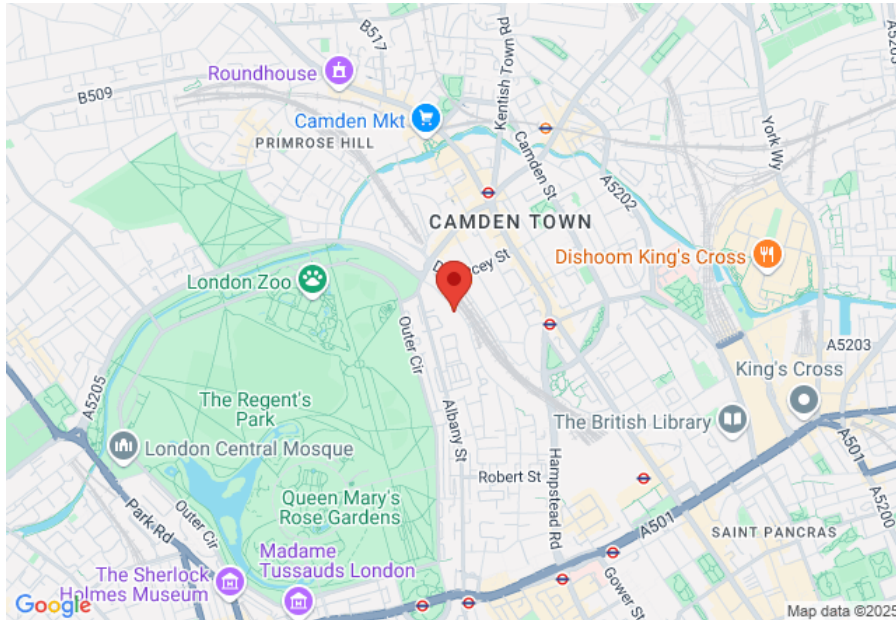 B517
Kentish Town Rd
A5203
Roundhouse
B509
Camden Mkt
PRIMROSE HILL
Camden St
York Wy
A5202
CAMDEN TOWN
Dishoom King's Cross
London Zoo
Outer Cir
A5203
King's Cross
A5205
The Regent's
Park
Albany St
The British Library
London Central Mosque
Hampstead Rd
A501
Robert St
A5200
Queen Mary's
Rose Gardens
Park Rd
Outer Cir
A501
SAINT PANCRAS
Madame
Tussauds London
The Sherlock
Holmes Museum
Gower St
Google
Map data ©2025